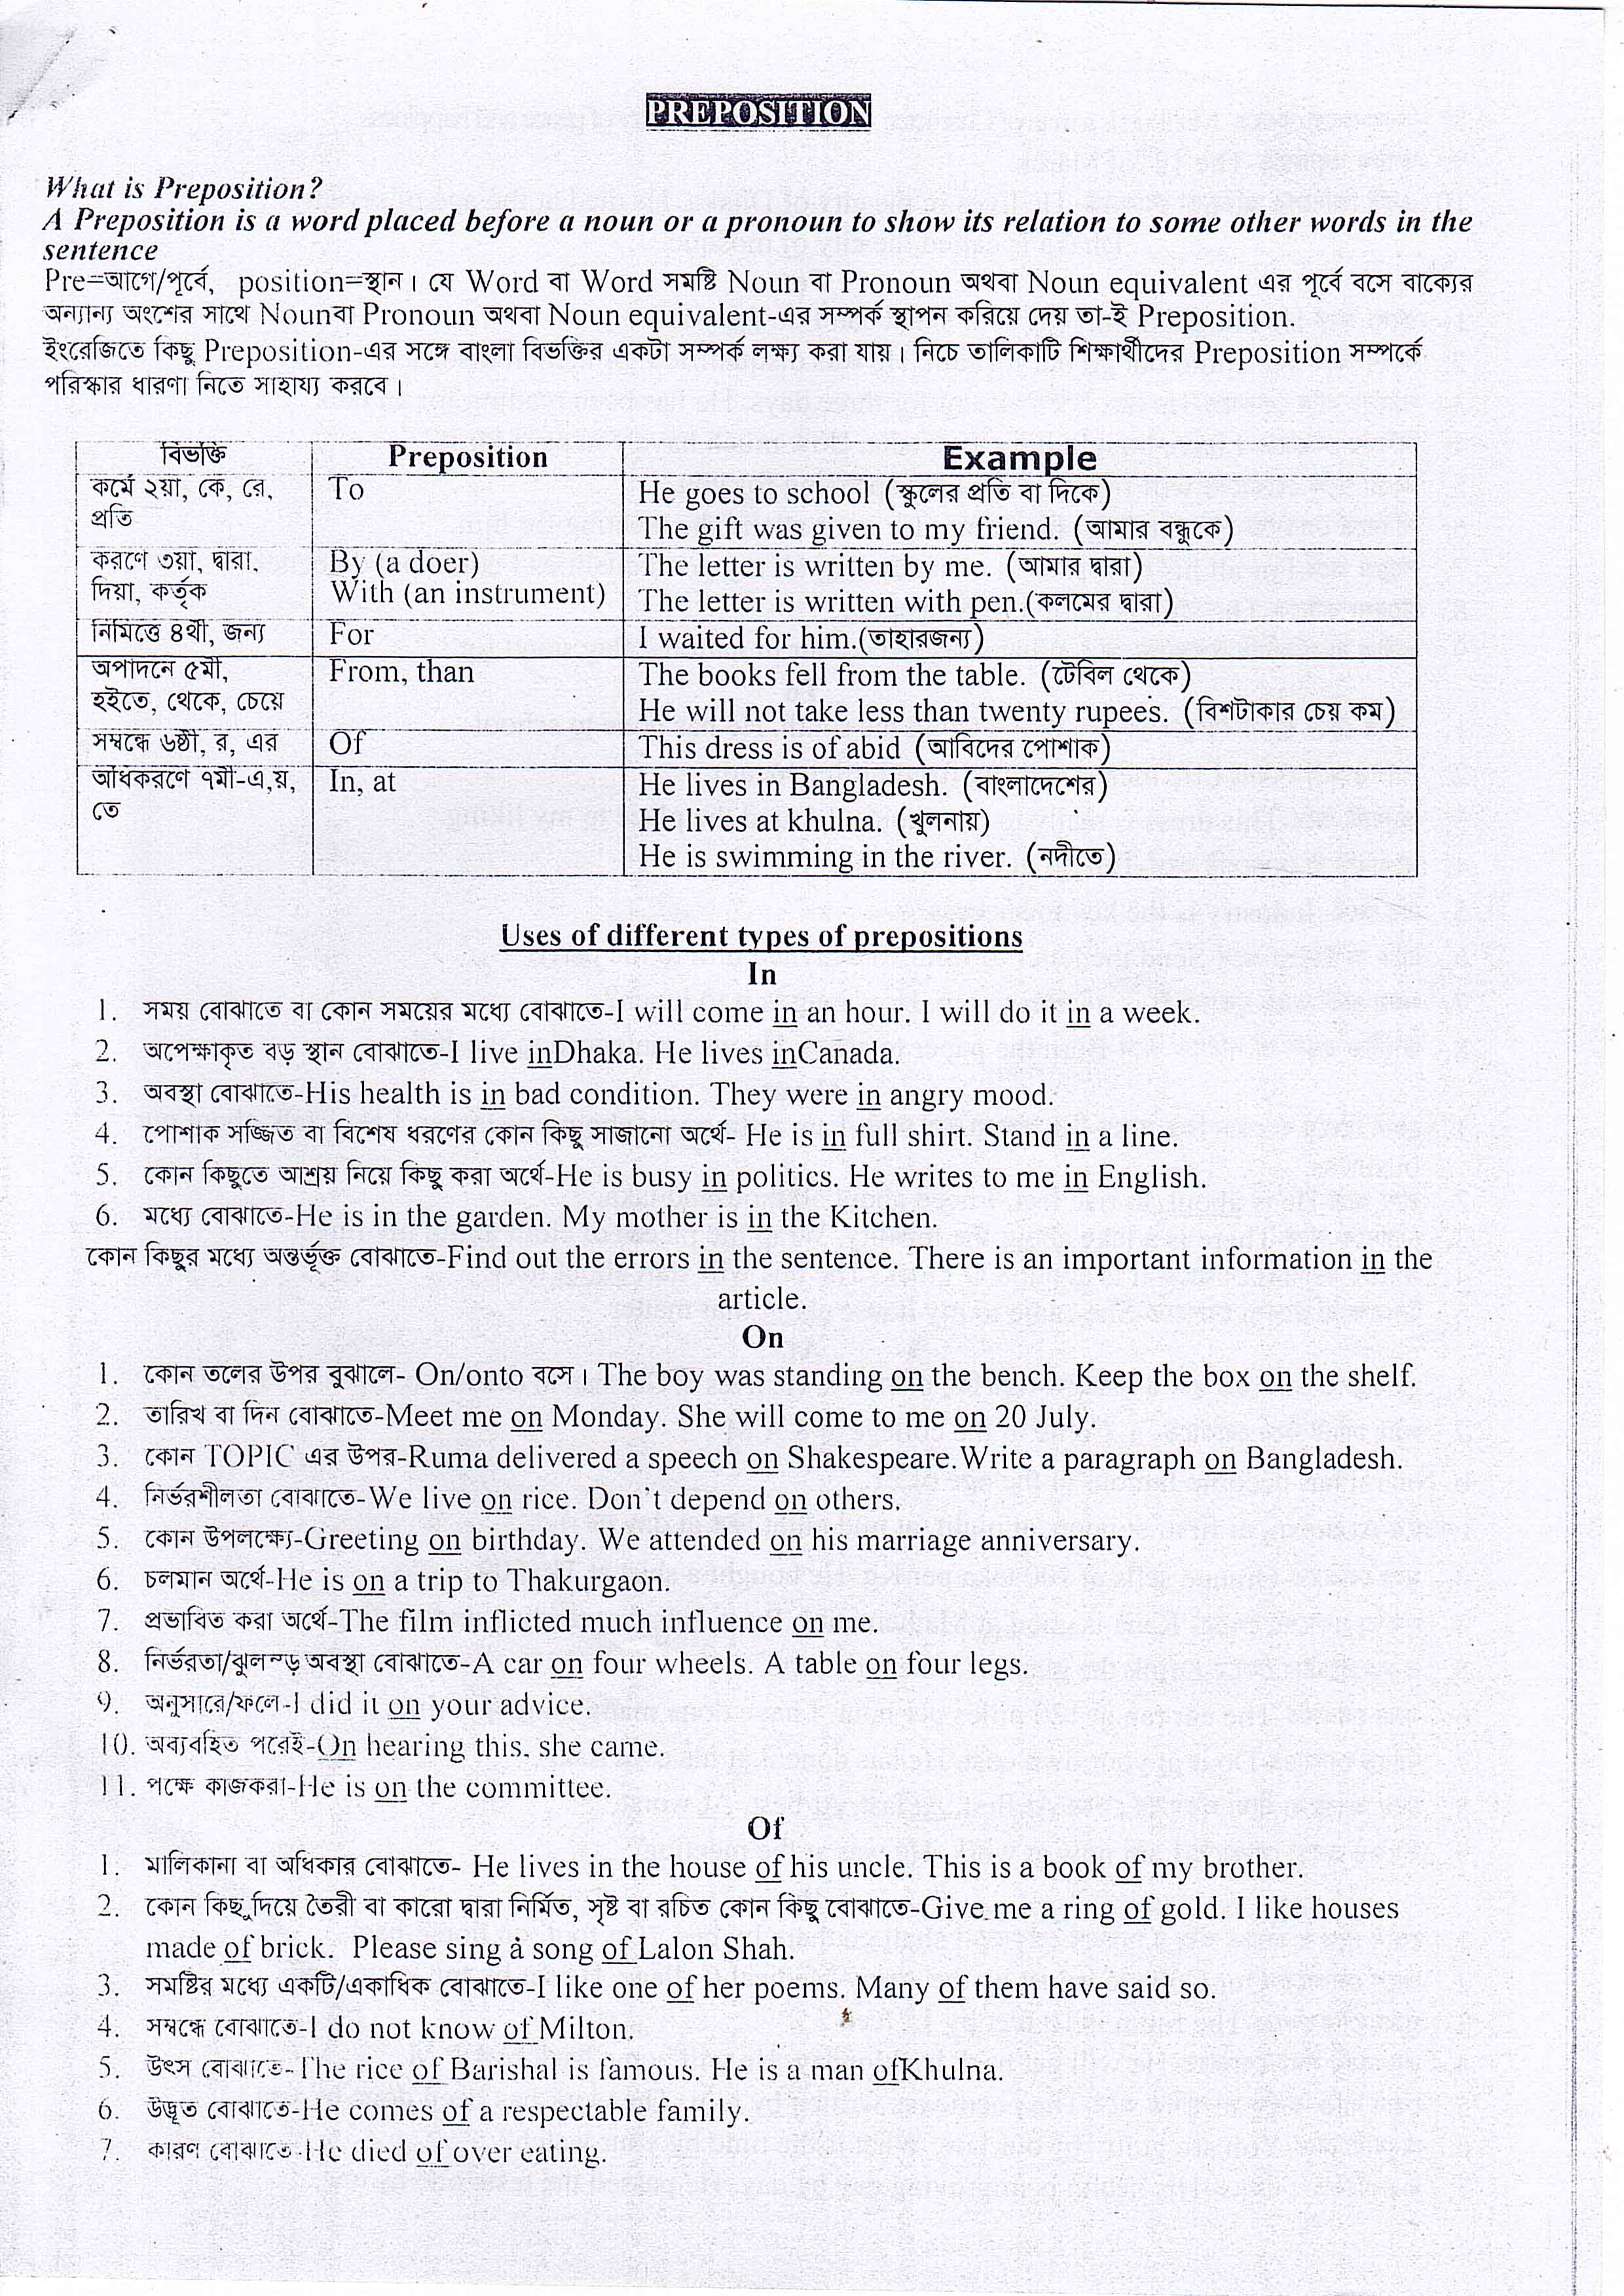 PREPOSITION
What is Preposition?
A Preposition is a word placed before a noun or a pronoun to show its relation to some other words in the
sentence
Pre=আগে/পূর্বে, position=স্থান। যে Word বা Word সমষ্টি Noun বা Pronoun অথবা Noun equivalent এর পূর্বে বসে বাক্যের
অন্যান্য অংশের সাথে Nounবা Pronoun অথবা Noun equivalent-এর সম্পর্ক স্থাপন করিয়ে দেয় তা-ই Preposition.
ইংরেজিতে কিছু Preposition-এর সঙ্গে বাংলা বিভক্তির একটা সম্পর্ক লক্ষ্য করা যায়। নিচে তালিকাটি শিক্ষার্থীদের Preposition সম্পর্কে
পরিস্কার ধারণা নিতে সাহায্য করবে।
বিভক্তি Preposition Example
কর্মে ২য়া, কে, রে, To He goes to school (স্কুলের প্রতি বা দিকে)
প্রতি The gift was given to my friend. (আমার বন্ধুকে)
করণে ৩য়া, দ্বারা, By (a doer) The letter is written by me. (আমার দ্বারা)
দিয়া, কর্তৃক With (an instrument) The letter is written with pen.(কলমের দ্বারা)
নিমিত্তে ৪র্থী, জন্য For I waited for him.(তাহারজন্য)
অপাদনে ৫মী, From, than The books fell from the table. (টেবিল থেকে)
হইতে, থেকে, চেয়ে He will not take less than twenty rupees. (বিশটাকার চেয় কম)
সম্বন্ধে ৬ষ্ঠী, র, এর Of This dress is of abid (আবিদের পোশাক)
অধিকরণে ৭মী-এ,য়, In, at He lives in Bangladesh. (বাংলাদেশের)
তে He lives at khulna. (খুলনায়)
He is swimming in the river. (নদীতে)
Uses of different types of prepositions
In
1. সময় বোঝাতে বা কোন সময়ের মধ্যে বোঝাতে-I will come in an hour. I will do it in a week.
2. অপেক্ষাকৃত বড় স্থান বোঝাতে-I live inDhaka. He lives inCanada.
3. অবস্থা বোঝাতে-His health is in bad condition. They were in angry mood.
4. পোশাক সজ্জিত বা বিশেষ ধরণের কোন কিছু সাজানো অর্থে- He is in full shirt. Stand in a line.
5. কোন কিছুতে আশ্রয় নিয়ে কিছু করা অর্থে-He is busy in politics. He writes to me in English.
6. মধ্যে বোঝাতে-He is in the garden. My mother is in the Kitchen.
কোন কিছুর মধ্যে অন্তর্ভূক্ত বোঝাতে-Find out the errors in the sentence. There is an important information in the
article.
On
1. কোন তলের উপর বুঝালে- On/onto বসে। The boy was standing on the bench. Keep the box on the shelf.
2. তারিখ বা দিন বোঝাতে-Meet me on Monday. She will come to me on 20 July.
3. কোন TOPIC এর উপর-Ruma delivered a speech on Shakespeare.Write a paragraph on Bangladesh.
4. নির্ভরশীলতা বোঝাতে-We live on rice. Don't depend on others.
5. কোন উপলক্ষ্যে-Greeting on birthday. We attended on his marriage anniversary.
6. চলমান অর্থে-He is on a trip to Thakurgaon.
7. প্রভাবিত করা অর্থে-The film inflicted much influence on me.
8. নির্ভরতা/ঝুলন্ড় অবস্থা বোঝাতে-A car on four wheels. A table on four legs.
9. অনুসারে/ফলে-I did it on your advice.
10. অব্যবহিত পরেই-On hearing this, she came.
11. পক্ষে কাজকরা-He is on the committee.
Of
1. মালিকানা বা অধিকার বোঝাতে- He lives in the house of his uncle. This is a book of my brother.
2. কোন কিছু দিয়ে তৈরী বা কারো দ্বারা নির্মিত, সৃষ্ট বা রচিত কোন কিছু বোঝাতে-Give me a ring of gold. I like houses
made of brick. Please sing a song of Lalon Shah.
3. সমষ্টির মধ্যে একটি/একাধিক বোঝাতে-I like one of her poems. Many of them have said so.
4. সম্বন্ধে বোঝাতে-I do not know of Milton.
5. উৎস বোঝাতে-The rice of Barishal is famous. He is a man ofKhulna.
6. উদ্ভূত বোঝাতে-He comes of a respectable family.
7. কারণ বোঝাতে-He died of over eating.